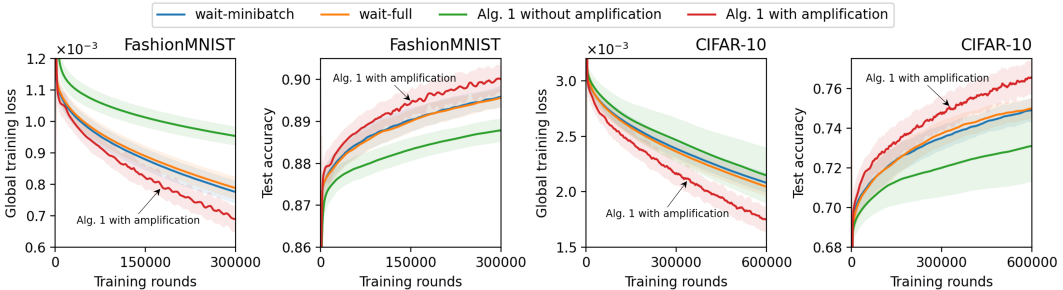 wait-minibatch wait-full Alg. 1 without amplification Alg. 1 with amplification
×10⁻³ FashionMNIST
Global training loss
1.2
1.1
1.0
0.9
0.8
0.7
0.6
Alg. 1 with amplification
0 150000 300000
Training rounds
FashionMNIST
Test accuracy
0.90
0.89
0.88
0.87
0.86
Alg. 1 with amplification
0 150000 300000
Training rounds
×10⁻³ CIFAR-10
Global training loss
3.0
2.5
2.0
1.5
Alg. 1 with amplification
0 300000 600000
Training rounds
CIFAR-10
Test accuracy
0.76
0.74
0.72
0.70
0.68
Alg. 1 with amplification
0 300000 600000
Training rounds